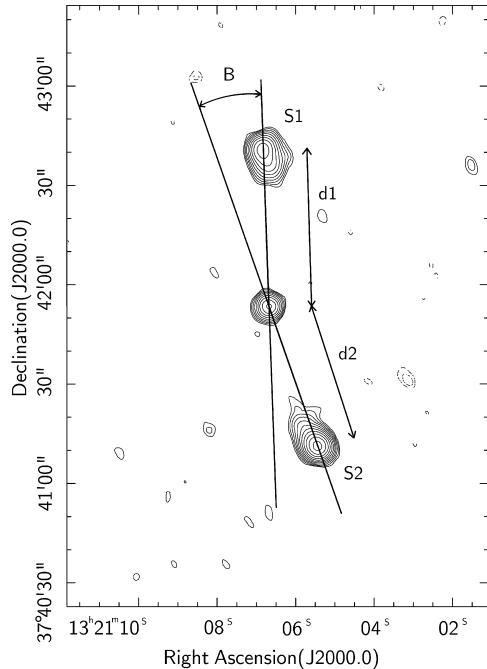 43'00"
B
S1
30
d1
42'00"
d2
30
S2
41'00"
37°40'30"
13ʰ21ᵐ10ˢ 08ˢ 06ˢ 04ˢ 02ˢ
Right Ascension(J2000.0)
Declination(J2000.0)